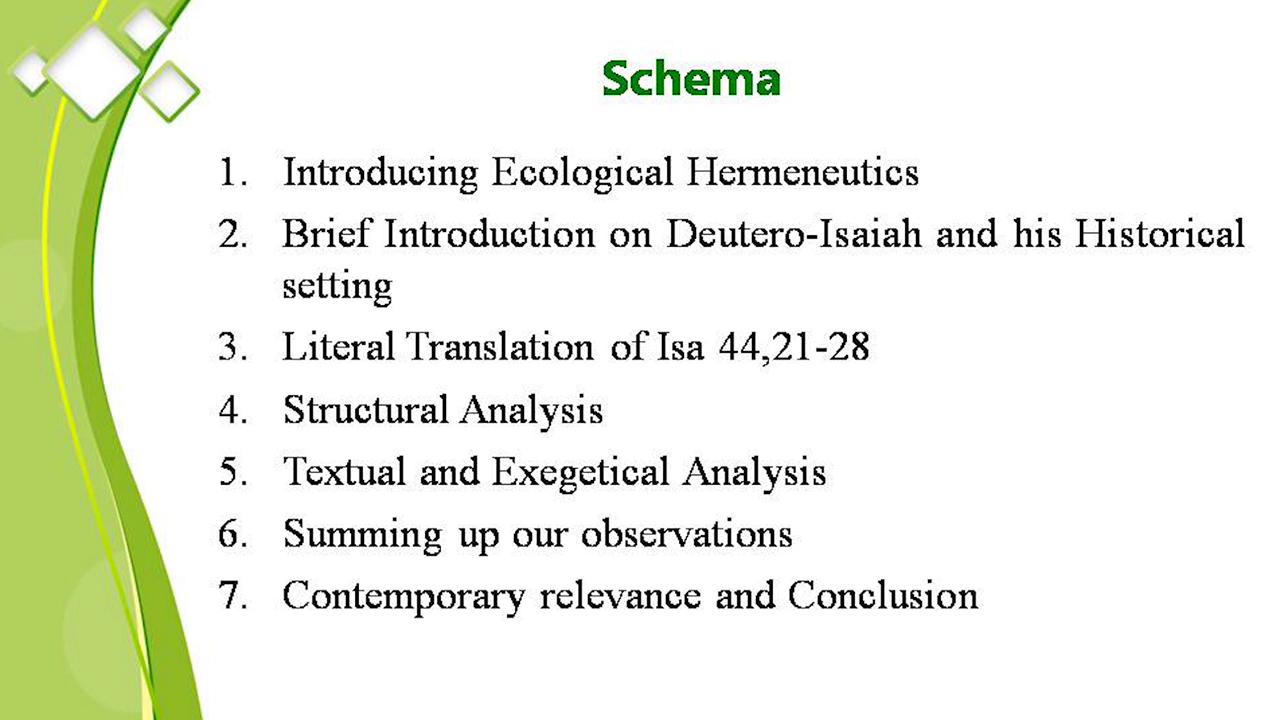 Schema
1. Introducing Ecological Hermeneutics
2. Brief Introduction on Deutero-Isaiah and his Historical
setting
3. Literal Translation of Isa 44,21-28
4. Structural Analysis
5. Textual and Exegetical Analysis
6. Summing up our observations
7. Contemporary relevance and Conclusion